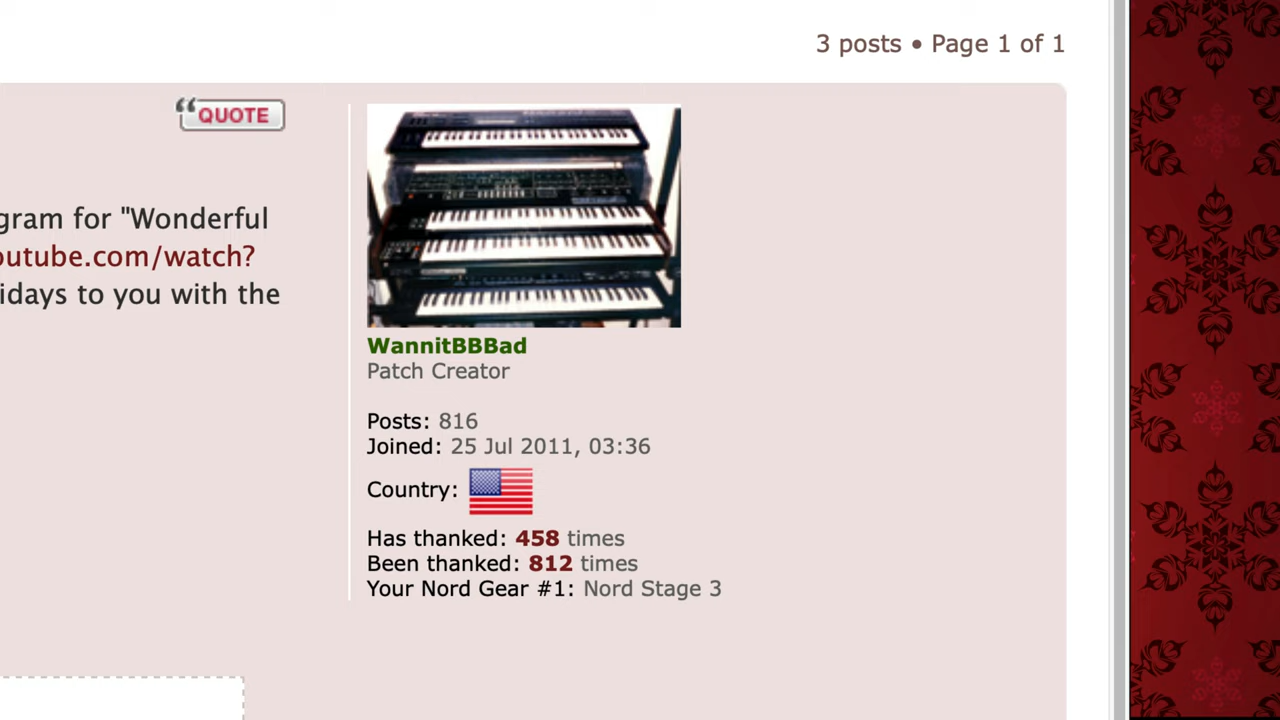 3 posts • Page 1 of 1
“QUOTE
gram for "Wonderful
outube.com/watch?
idays to you with the
WannitBBBad
Patch Creator
Posts: 816
Joined: 25 Jul 2011, 03:36
Country:
Has thanked: 458 times
Been thanked: 812 times
Your Nord Gear #1: Nord Stage 3